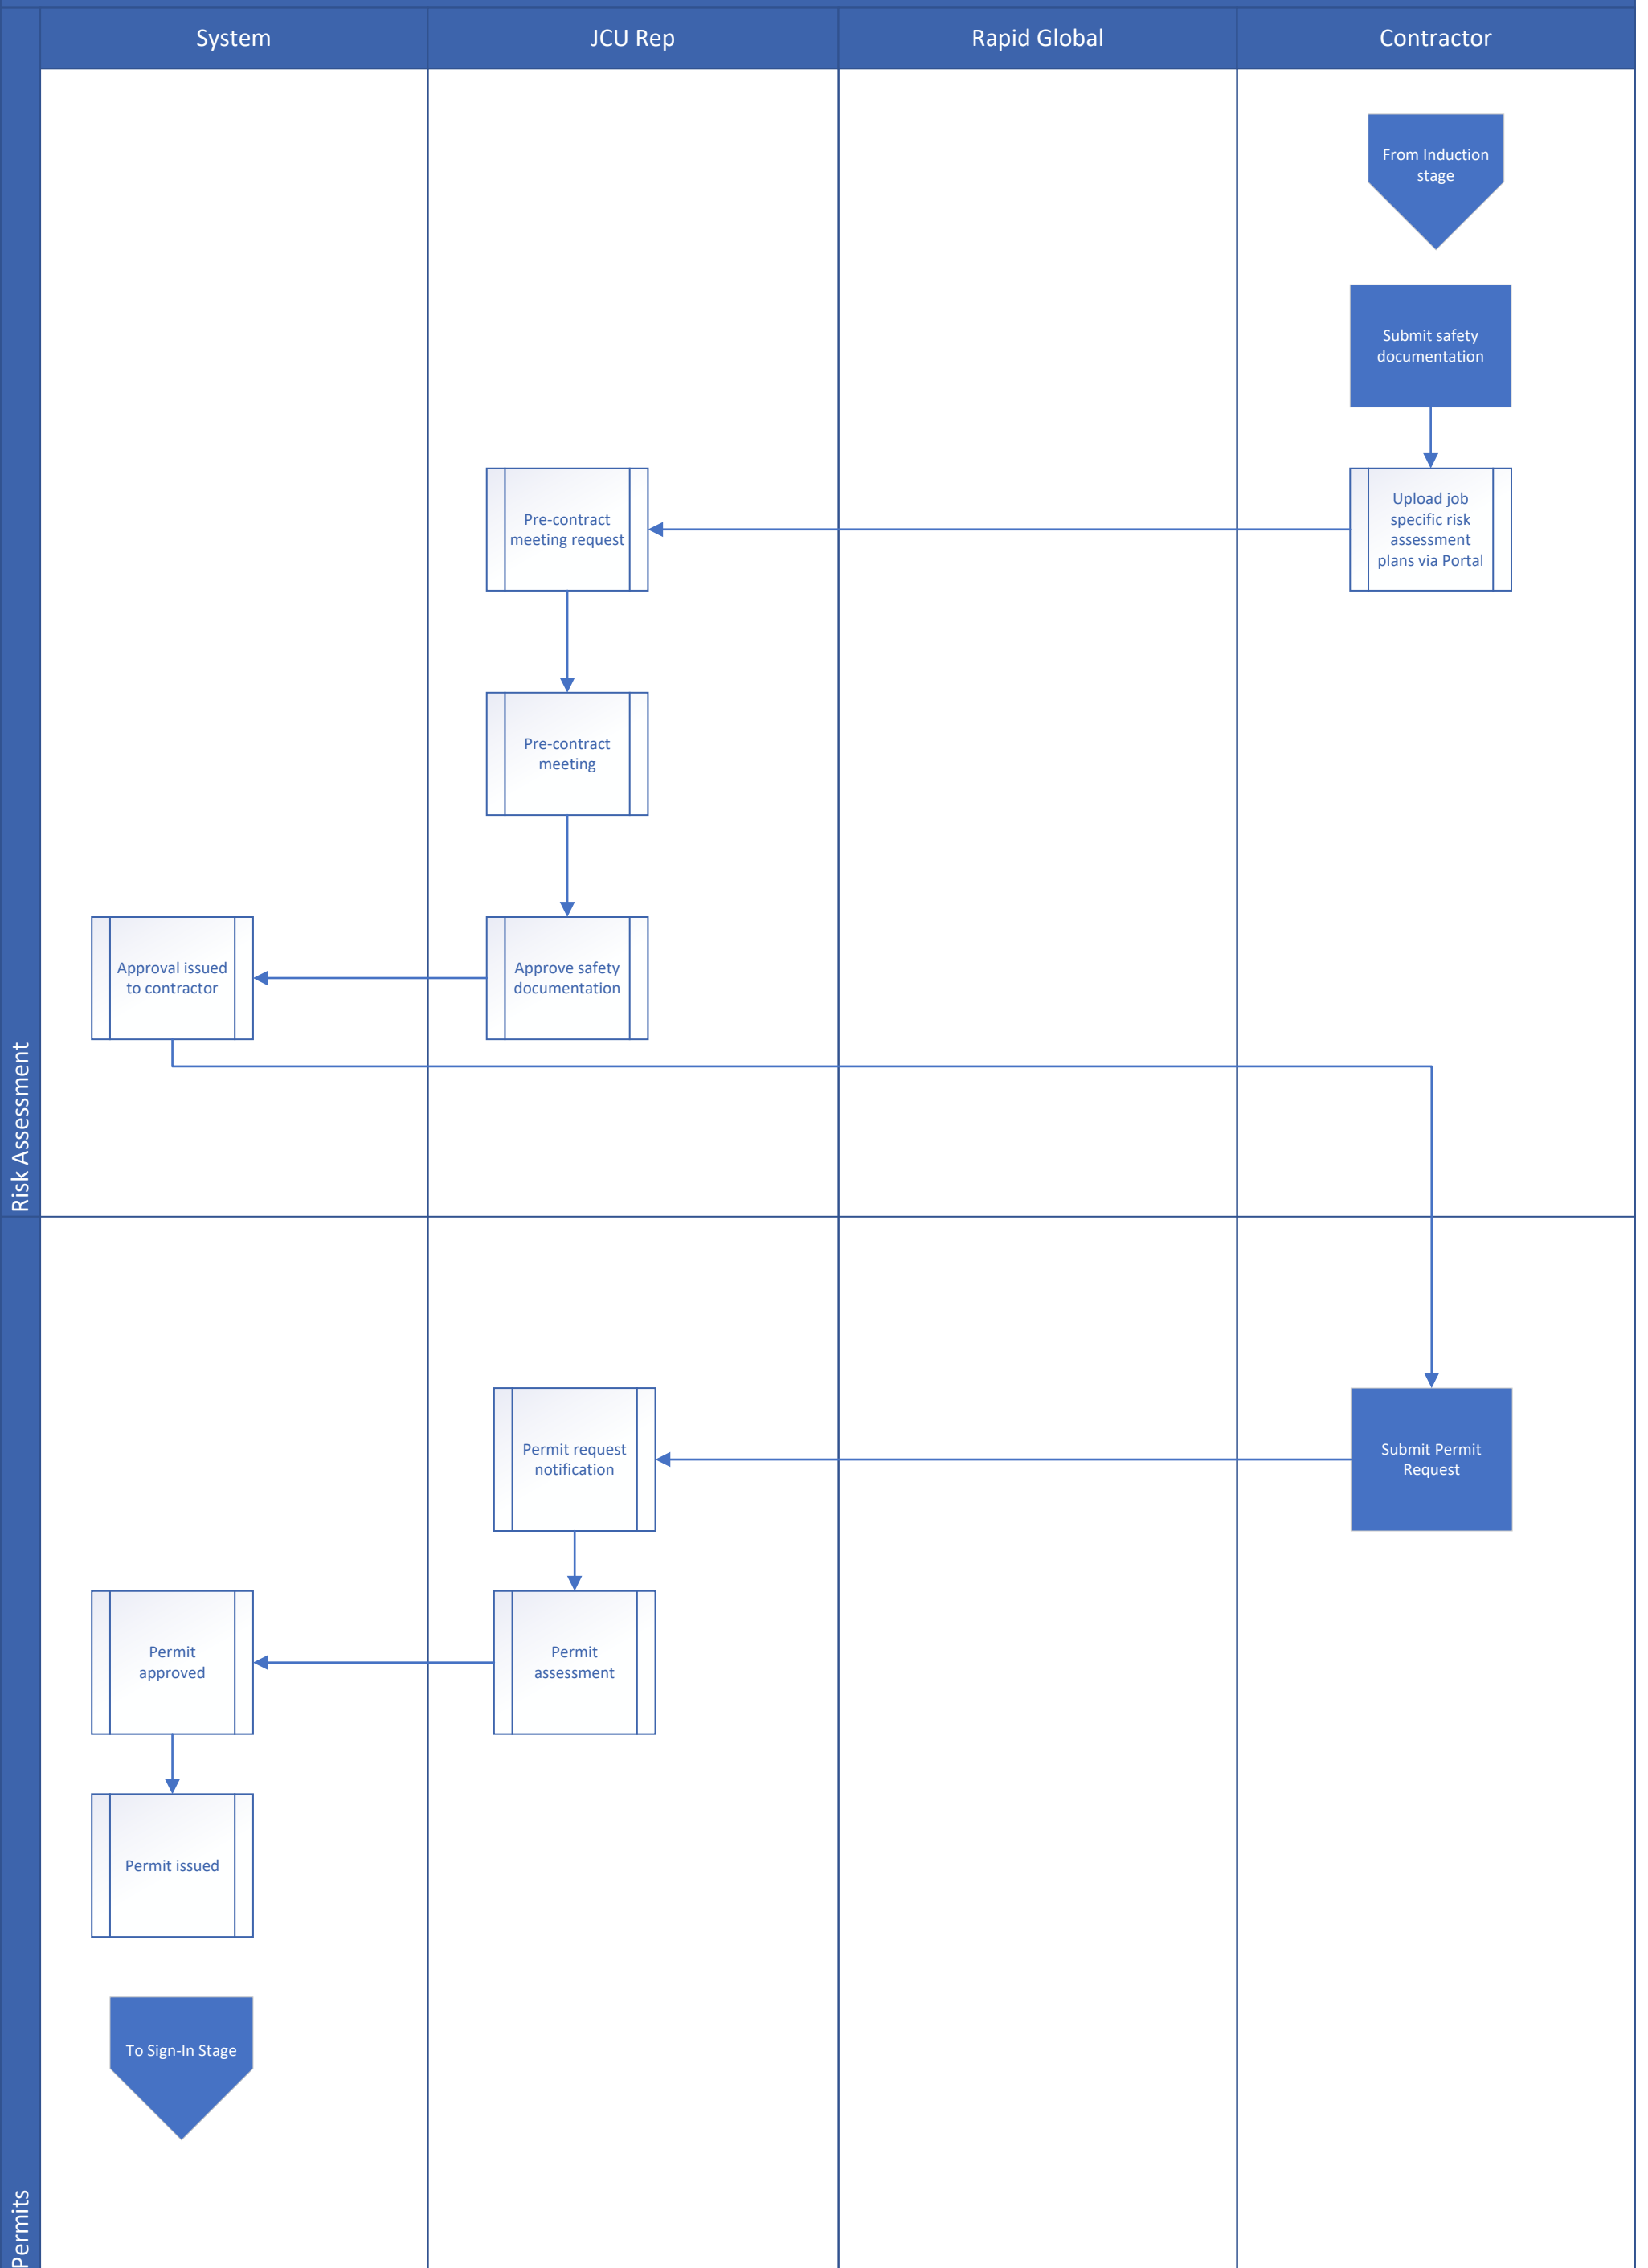 System
JCU Rep
Rapid Global
Contractor
From Induction
stage
Submit safety
documentation
Pre-contract
meeting request
Upload job
specific risk
assessment
plans via Portal
Pre-contract
meeting
Approval issued
to contractor
Approve safety
documentation
Risk Assessment
Permit request
notification
Submit Permit
Request
Permit
approved
Permit
assessment
Permit issued
To Sign-In Stage
Permits